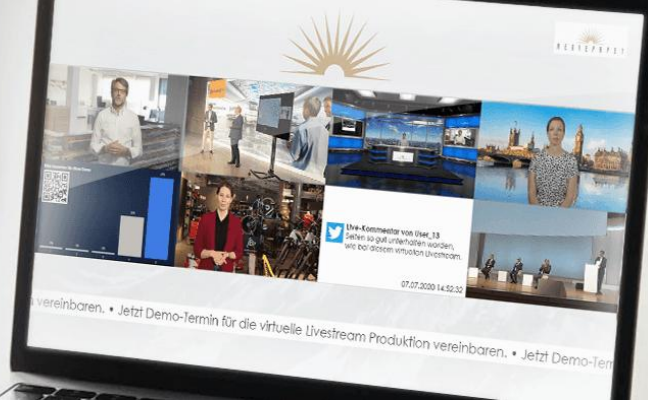 Live-Kommentar von User_13
Selten so gut unterhalten worden,
wie bei diesem virtuellen Livestream.
07.07.2020 14:52:32
vereinbaren. • Jetzt Demo-Termin für die virtuelle Livestream Produktion vereinbaren. • Jetzt Demo-Term